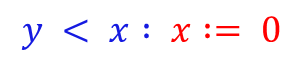 y < x : x := 0